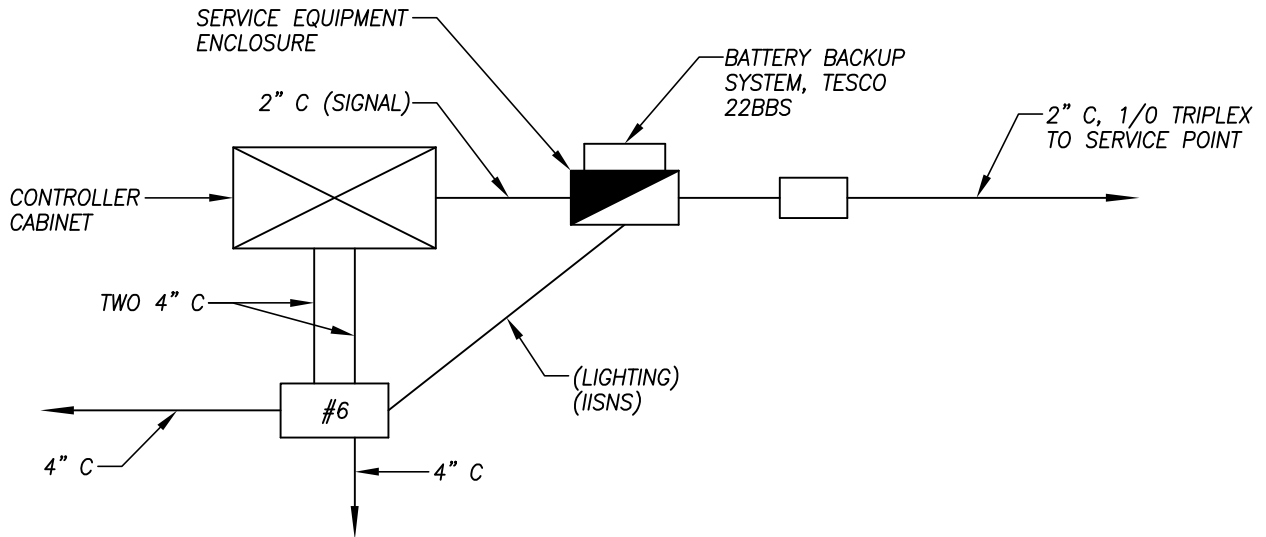 SERVICE EQUIPMENT
ENCLOSURE
BATTERY BACKUP
SYSTEM, TESCO
22BBS
2" C (SIGNAL)
2" C, 1/0 TRIPLEX
TO SERVICE POINT
CONTROLLER
CABINET
TWO 4" C
(LIGHTING)
(IISNS)
#6
4" C
4" C